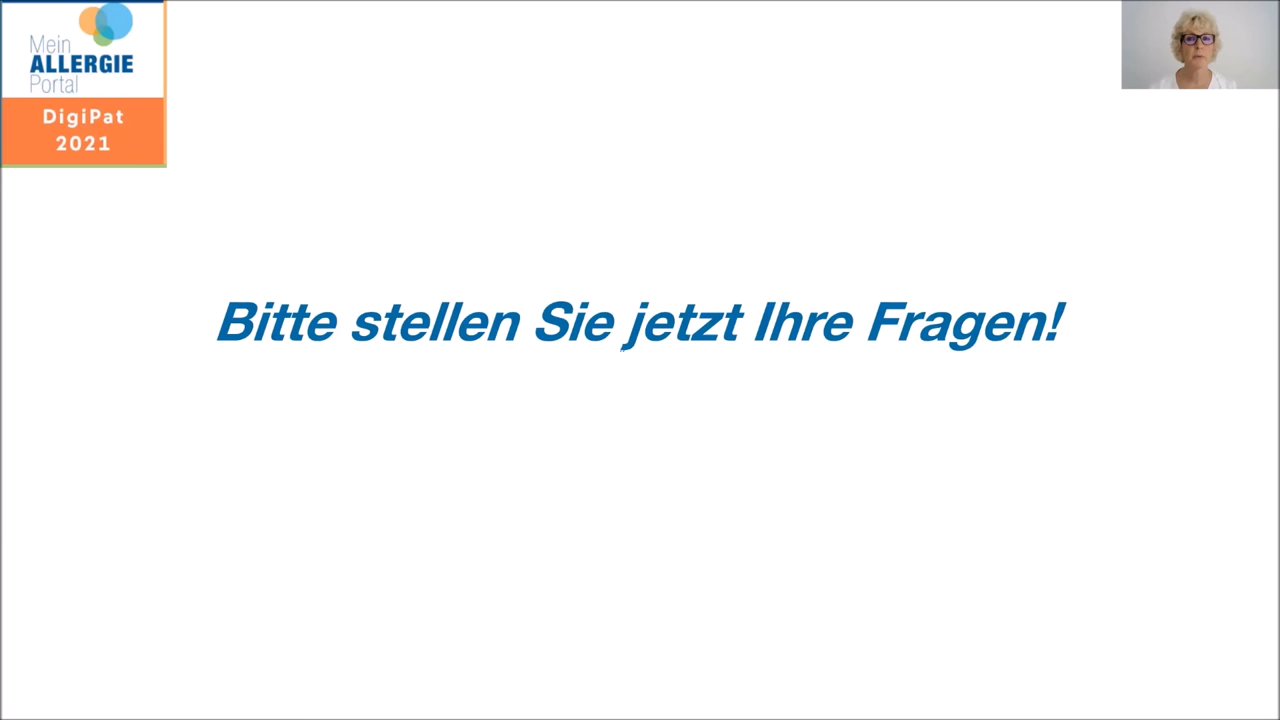 Mein
ALLERGIE
Portal
DigiPat
2021
Bitte stellen Sie jetzt Ihre Fragen!